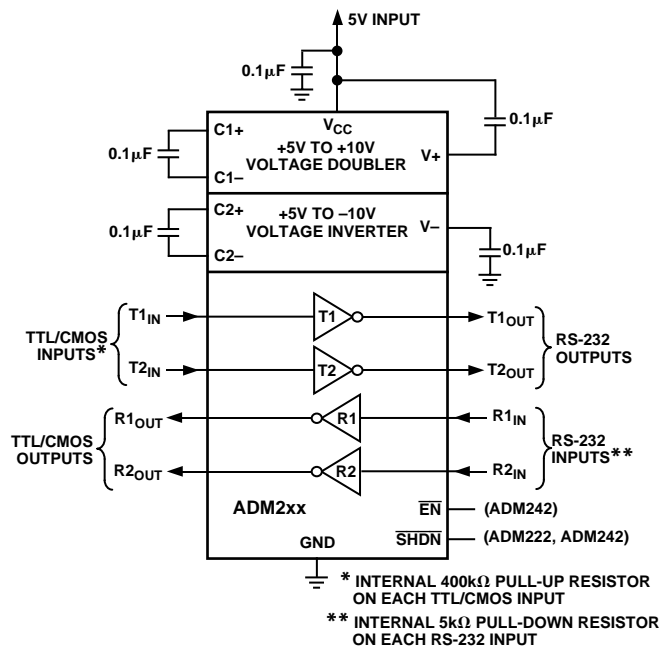 5V INPUT
0.1µF
0.1µF
VCC
C1+
+5V TO +10V
VOLTAGE DOUBLER
V+
0.1µF
C1–
C2+
+5V TO –10V
VOLTAGE INVERTER
V–
0.1µF
C2–
0.1µF
TTL/CMOS
INPUTS*
T1IN
T1
T1OUT
T2IN
T2
T2OUT
RS-232
OUTPUTS
TTL/CMOS
OUTPUTS
R1OUT
R1
R1IN
R2OUT
R2
R2IN
RS-232
INPUTS**
ADM2xx
EN
(ADM242)
SHDN
(ADM222, ADM242)
GND
* INTERNAL 400kΩ PULL-UP RESISTOR
ON EACH TTL/CMOS INPUT
** INTERNAL 5kΩ PULL-DOWN RESISTOR
ON EACH RS-232 INPUT